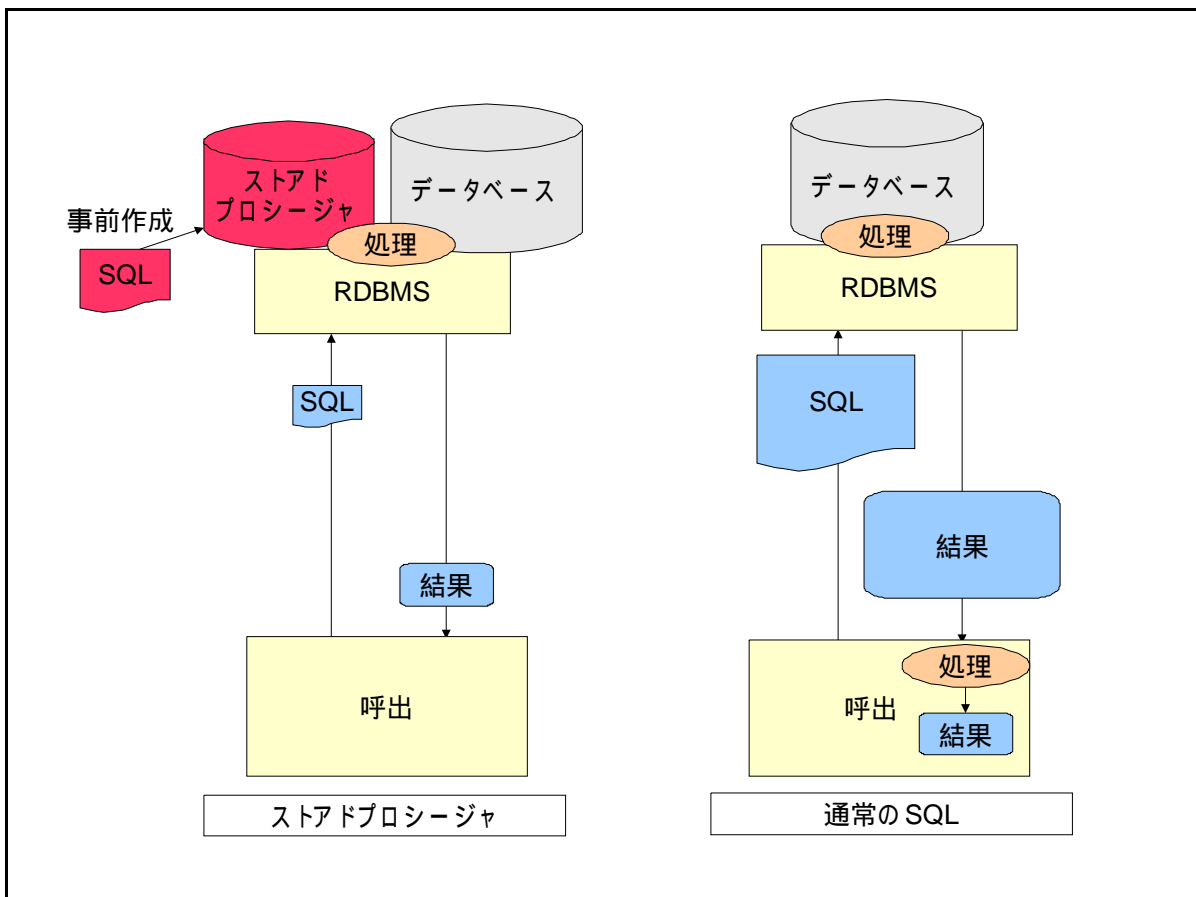 ストアド
プロシージャ
データベース
事前作成
SQL
処理
RDBMS
SQL
結果
呼出
ストアドプロシージャ
データベース
処理
RDBMS
SQL
結果
処理
呼出
結果
通常のSQL